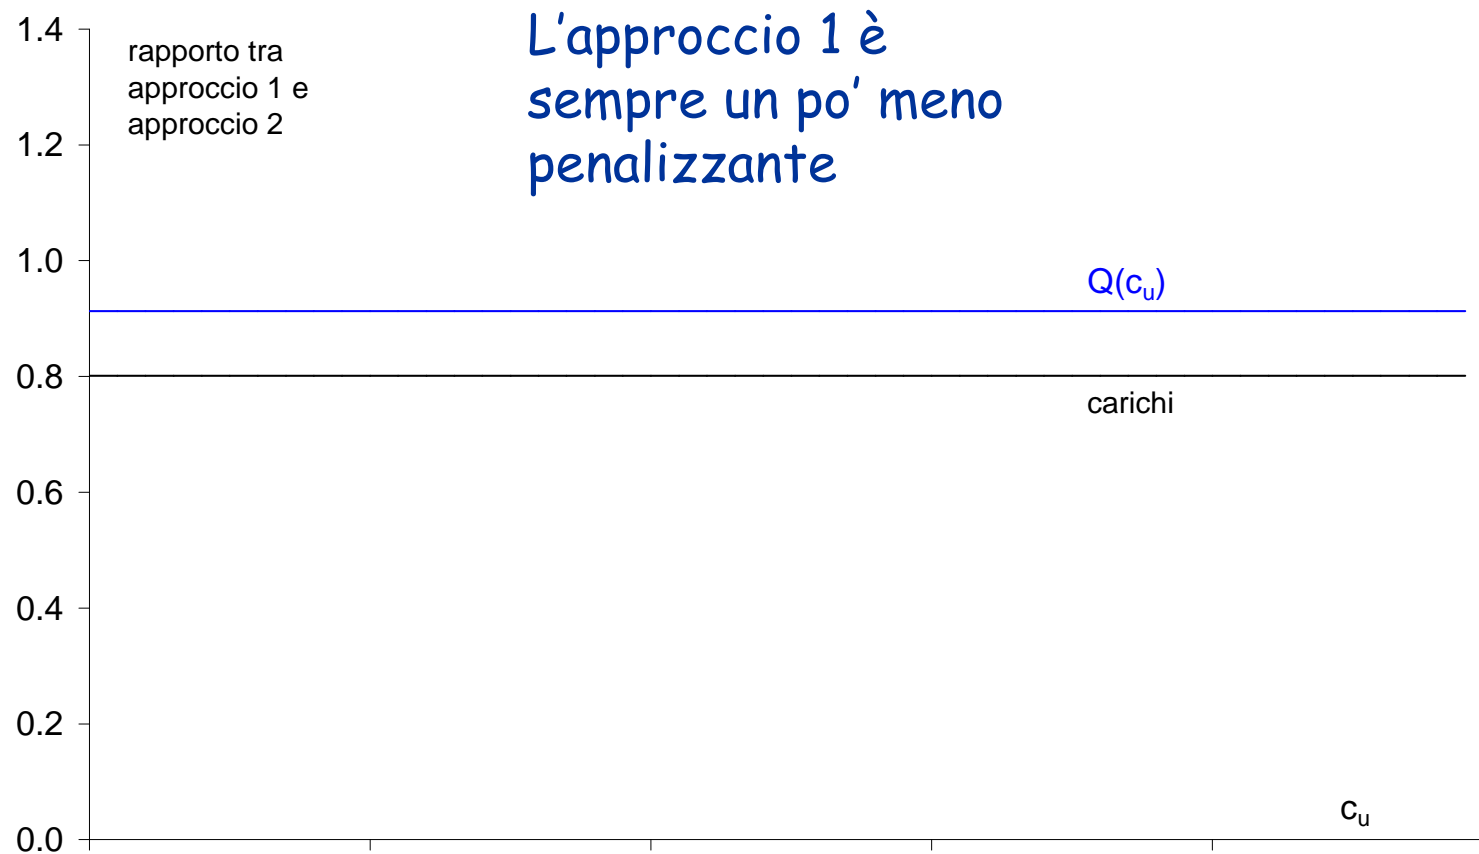 1.4
rapporto tra
approccio 1 e
approccio 2
L'approccio 1 è
sempre un po' meno
penalizzante
1.2
1.0
Q(cᵤ)
0.8
carichi
0.6
0.4
0.2
cᵤ
0.0